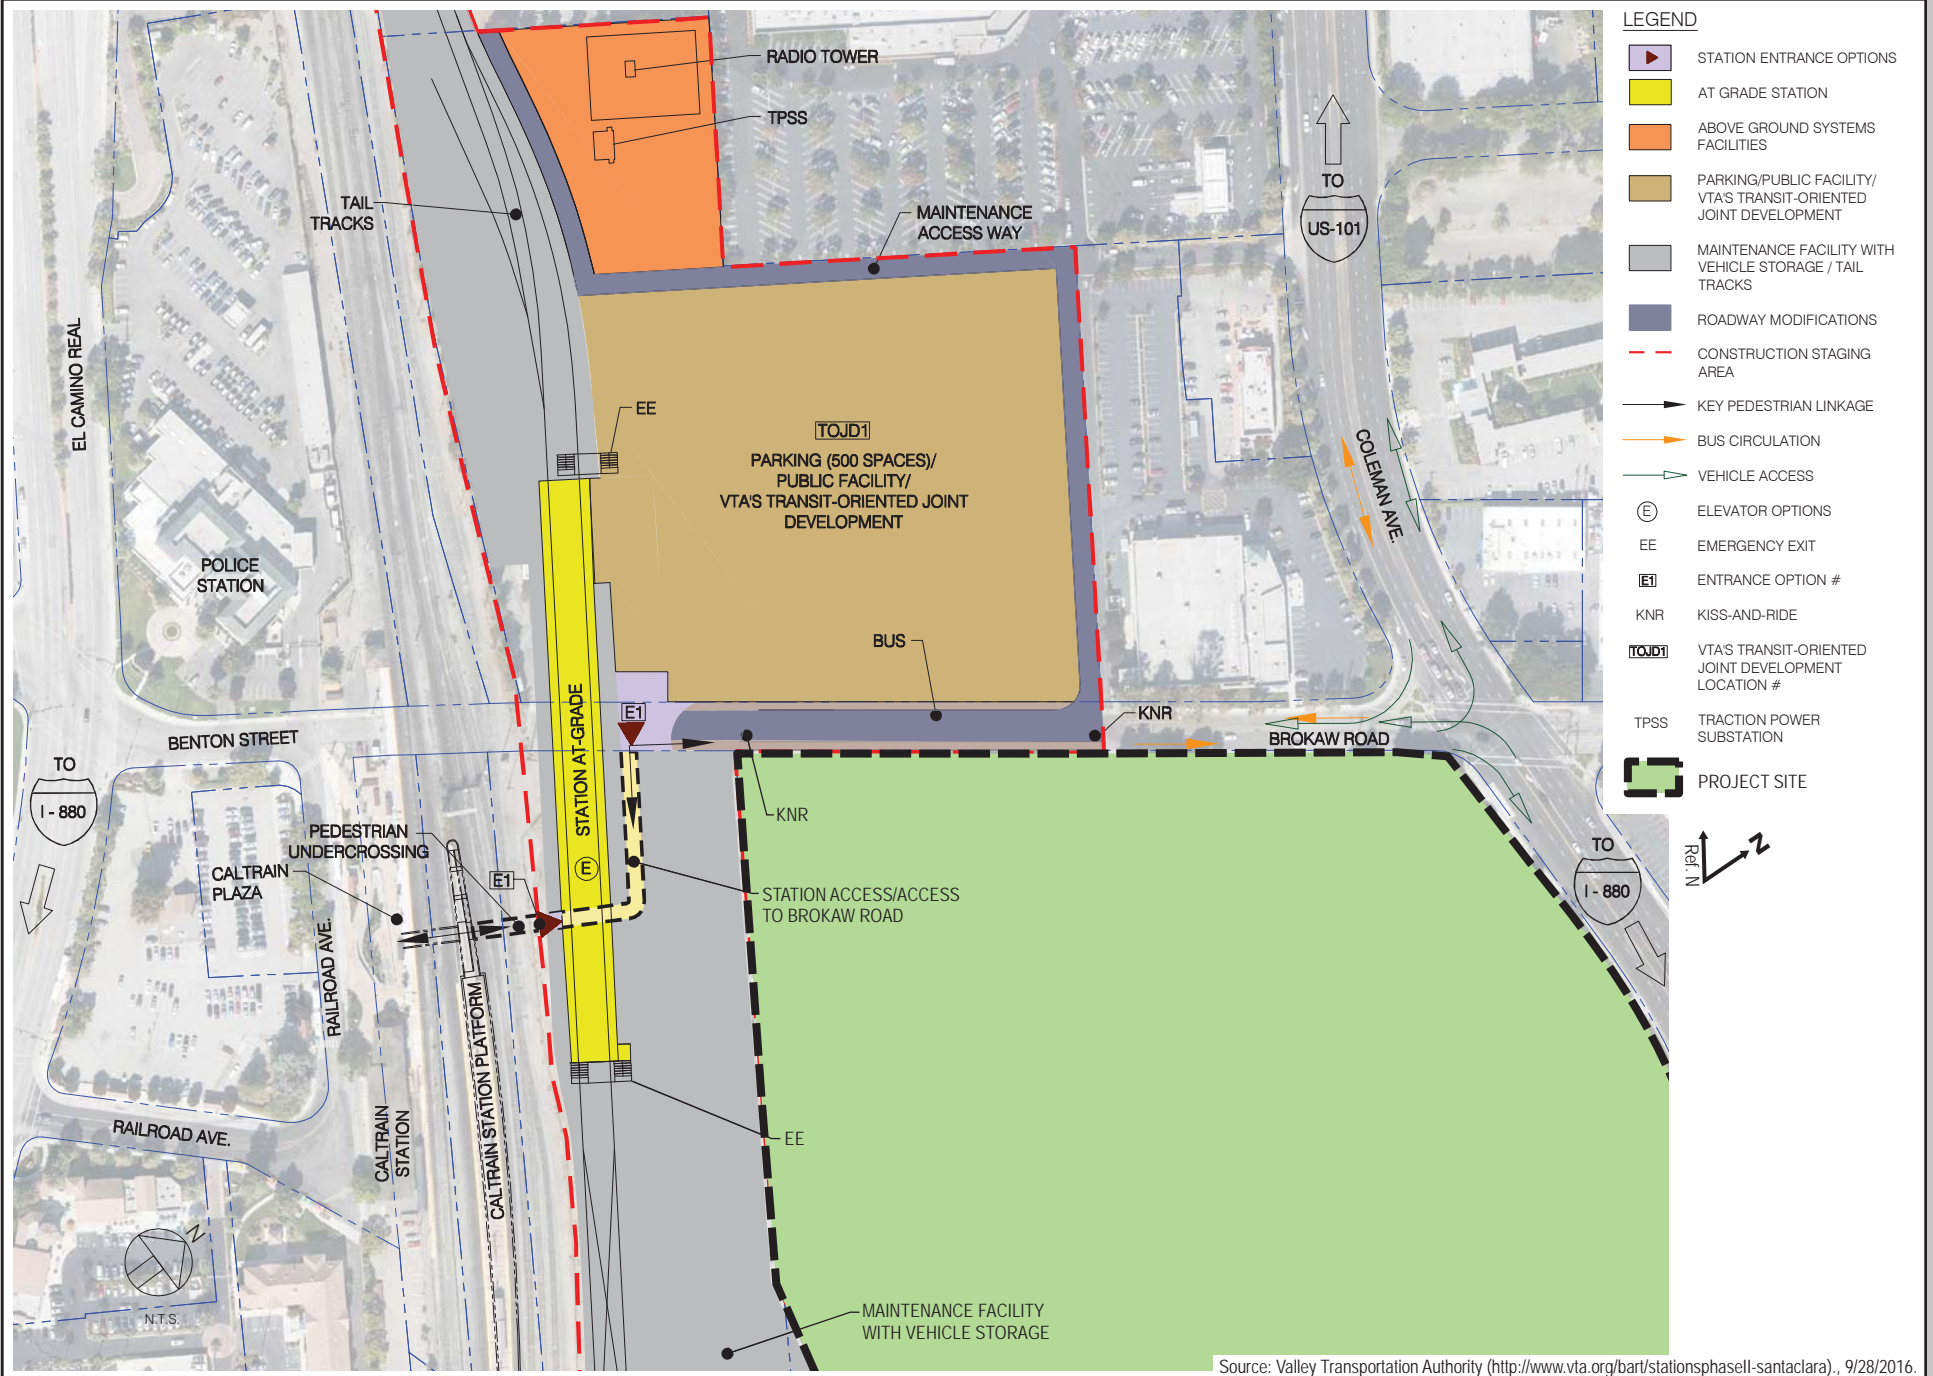 RADIO TOWER
TPSS
TAIL
TRACKS
MAINTENANCE
ACCESS WAY
TO
US-101
EL CAMINO REAL
EE
TOJD1
PARKING (500 SPACES)/
PUBLIC FACILITY/
VTA'S TRANSIT-ORIENTED JOINT
DEVELOPMENT
COLEMAN AVE.
POLICE
STATION
BUS
E1
STATION AT-GRADE
E
KNR
BENTON STREET
BROKAW ROAD
TO
I - 880
KNR
PEDESTRIAN
UNDERCROSSING
CALTRAIN
PLAZA
E1
STATION ACCESS/ACCESS
TO BROKAW ROAD
TO
I - 880
RAILROAD AVE.
CALTRAIN STATION PLATFORM
CALTRAIN
STATION
RAILROAD AVE.
EE
MAINTENANCE FACILITY
WITH VEHICLE STORAGE
N
N.T.S.
LEGEND
STATION ENTRANCE OPTIONS
AT GRADE STATION
ABOVE GROUND SYSTEMS
FACILITIES
PARKING/PUBLIC FACILITY/
VTA'S TRANSIT-ORIENTED
JOINT DEVELOPMENT
MAINTENANCE FACILITY WITH
VEHICLE STORAGE / TAIL
TRACKS
ROADWAY MODIFICATIONS
CONSTRUCTION STAGING
AREA
KEY PEDESTRIAN LINKAGE
BUS CIRCULATION
VEHICLE ACCESS
E ELEVATOR OPTIONS
EE EMERGENCY EXIT
E1 ENTRANCE OPTION #
KNR KISS-AND-RIDE
TOJD1 VTA'S TRANSIT-ORIENTED
JOINT DEVELOPMENT
LOCATION #
TPSS TRACTION POWER
SUBSTATION
PROJECT SITE
Ref. N
N
Source: Valley Transportation Authority (http://www.vta.org/bart/stationsphaseII-santaclara)., 9/28/2016.